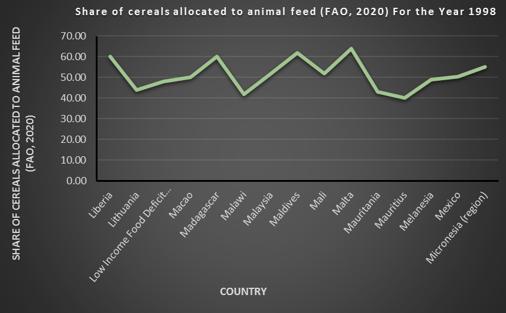 Share of cereals allocated to animal feed (FAO, 2020) For the Year 1998
SHARE OF CEREALS ALLOCATED TO ANIMAL FEED
(FAO, 2020)
70.00
60.00
50.00
40.00
30.00
20.00
10.00
0.00
Liberia
Lithuania
Low Income Food Deficit...
Macao
Madagascar
Malawi
Malaysia
Maldives
Mali
Malta
Mauritania
Mauritius
Melanesia
Mexico
Micronesia (region)
COUNTRY